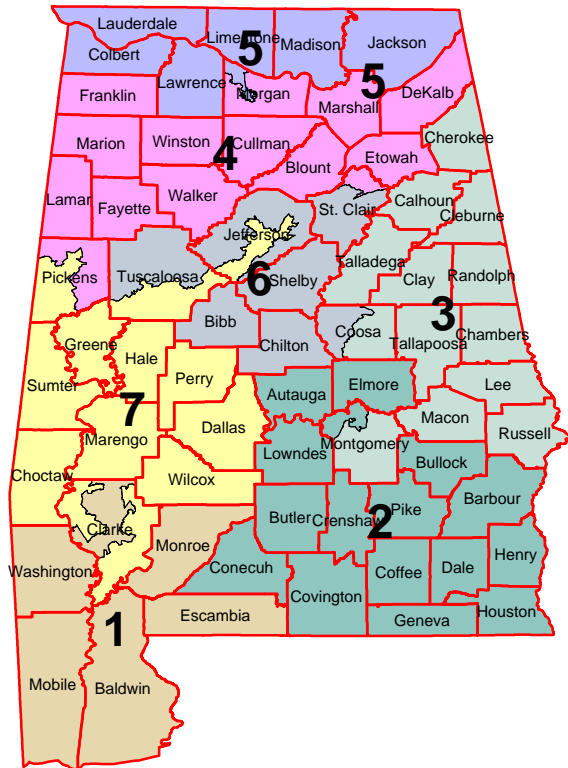 Lauderdale
Limestone
Madison
Jackson
5
Colbert
Lawrence
Franklin
Morgan
5
DeKalb
Marshall
Cherokee
Marion
Winston
Cullman
4
Etowah
Blount
Lamar
Walker
Fayette
St. Clair
Calhoun
Cleburne
Jefferson
Talladega
Pickens
Tuscaloosa
6
Shelby
Clay
Randolph
Bibb
3
Coosa
Chambers
Greene
Hale
Chilton
Tallapoosa
Sumter
Perry
Autauga
Elmore
Lee
7
Dallas
Macon
Marengo
Montgomery
Russell
Lowndes
Choctaw
Wilcox
Bullock
Barbour
Clarke
Butler
Crenshaw
Pike
2
Monroe
Washington
Conecuh
Coffee
Dale
Henry
Covington
Escambia
Geneva
Houston
1
Mobile
Baldwin